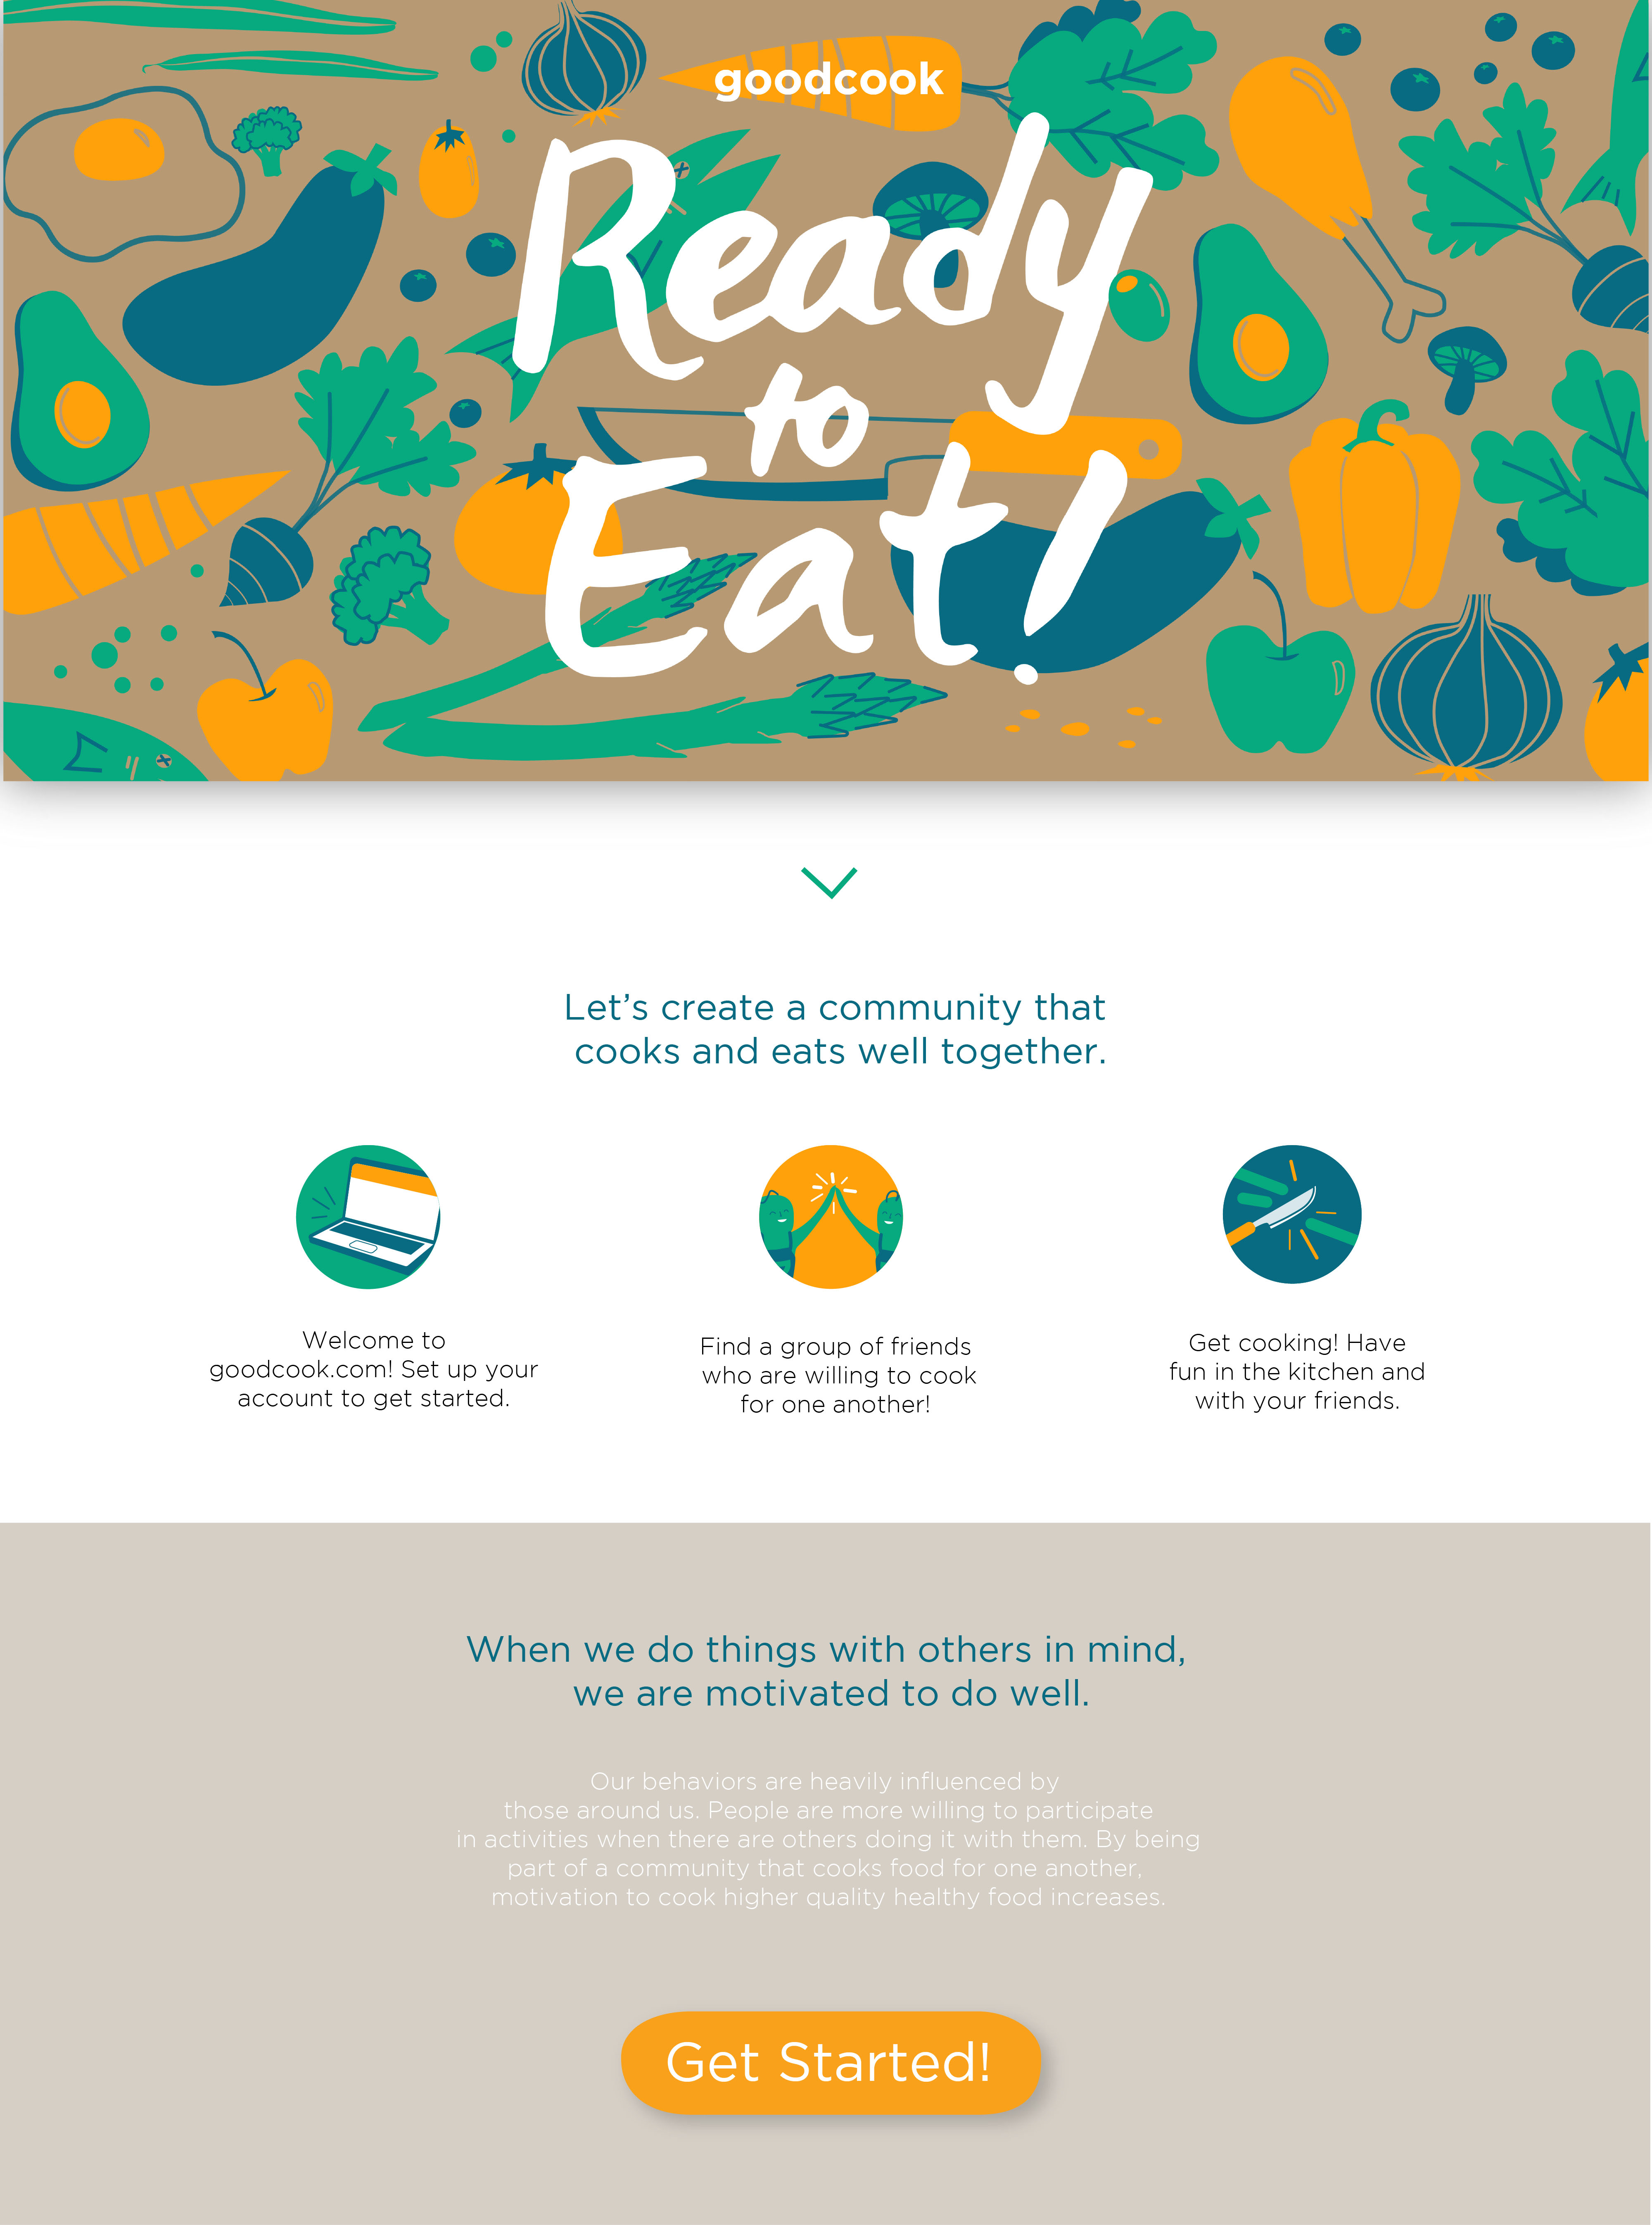 goodcook
Ready
to
Eat!
Let’s create a community that
cooks and eats well together.
Welcome to
goodcook.com! Set up your
account to get started.
Find a group of friends
who are willing to cook
for one another!
Get cooking! Have
fun in the kitchen and
with your friends.
When we do things with others in mind,
we are motivated to do well.
Our behaviors are heavily influenced by
those around us. People are more willing to participate
in activities when there are others doing it with them. By being
part of a community that cooks food for one another,
motivation to cook higher quality healthy food increases.
Get Started!